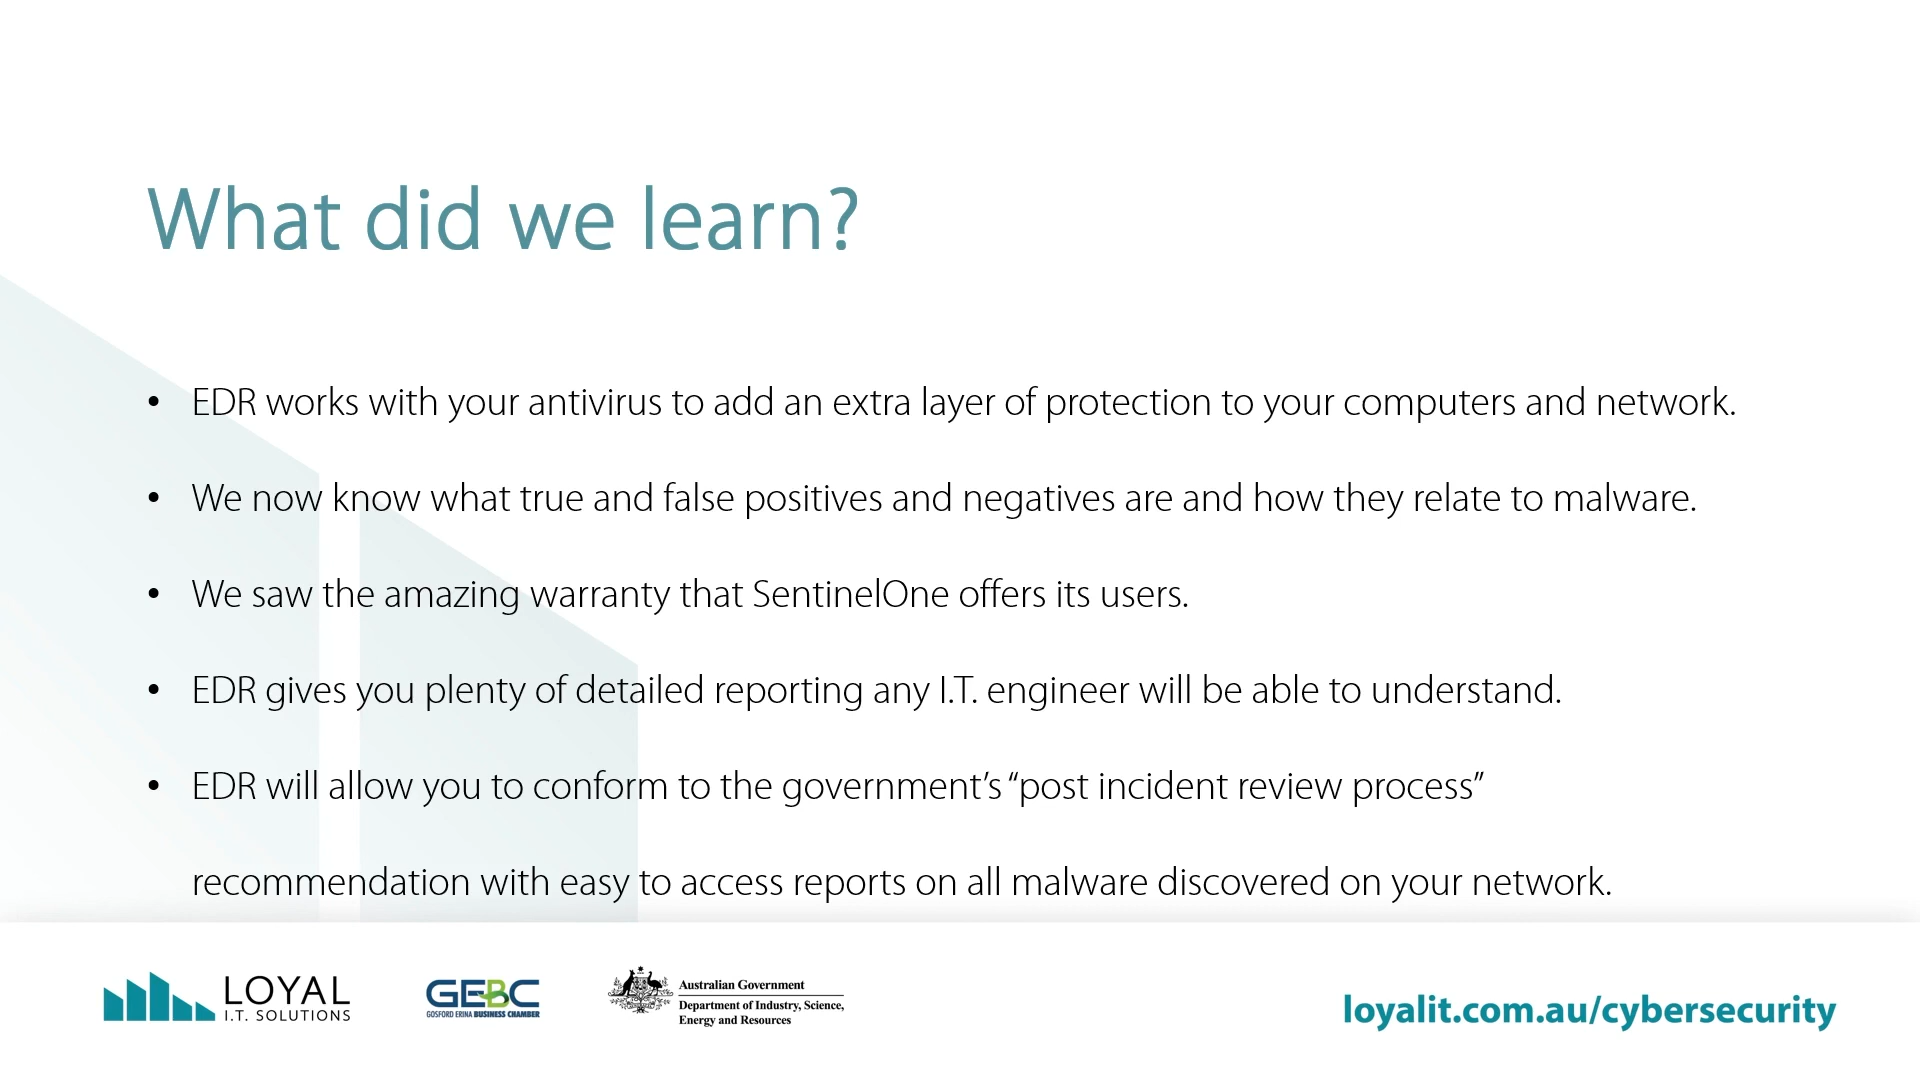 What did we learn?
• EDR works with your antivirus to add an extra layer of protection to your computers and network.
• We now know what true and false positives and negatives are and how they relate to malware.
• We saw the amazing warranty that SentinelOne offers its users.
• EDR gives you plenty of detailed reporting any I.T. engineer will be able to understand.
• EDR will allow you to conform to the government’s “post incident review process”
recommendation with easy to access reports on all malware discovered on your network.
LOYAL
I.T. SOLUTIONS
GEBC
GOSFORD ERINA BUSINESS CHAMBER
Australian Government
Department of Industry, Science,
Energy and Resources
loyalit.com.au/cybersecurity